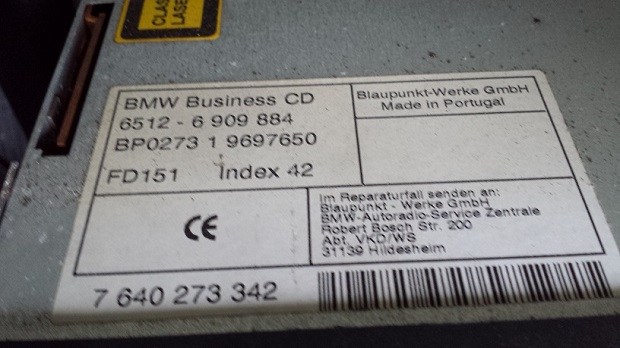 CLAS
LASE
BMW Business CD
6512 - 6 909 884
BP0273 1 9697650
FD151 Index 42
Blaupunkt-Werke GmbH
Made in Portugal
CE
Im Reparaturfall senden an:
Blaupunkt - Werke GmbH
BMW-Autoradio-Service Zentrale
Robert Bosch Str. 200
Abt. VKD/WS
31139 Hildesheim
7 640 273 342